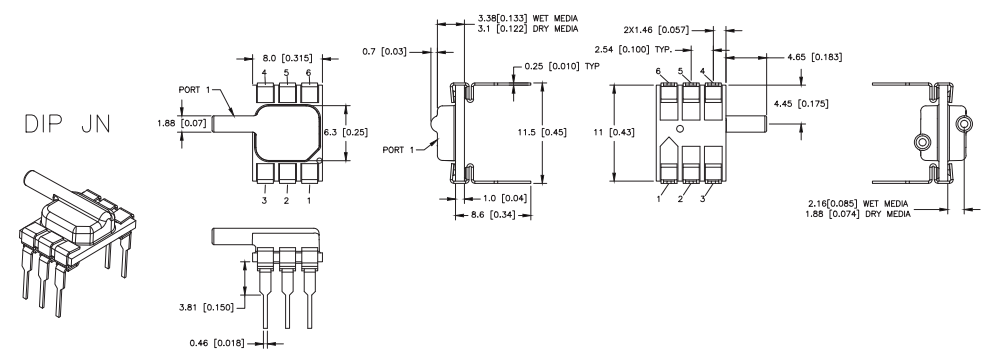 DIP JN
8.0 [0.315]
4 5 6
PORT 1
1.88 [0.07]
6.3 [0.25]
3 2 1
3.81 [0.150]
0.46 [0.018]
3.38[0.133] WET MEDIA
3.1 [0.122] DRY MEDIA
0.7 [0.03]
0.25 [0.010] TYP
PORT 1
11.5 [0.45]
1.0 [0.04]
8.6 [0.34]
2X1.46 [0.057]
2.54 [0.100] TYP.
6 5 4
4.65 [0.183]
4.45 [0.175]
11 [0.43]
1 2 3
2.16[0.085] WET MEDIA
1.88 [0.074] DRY MEDIA